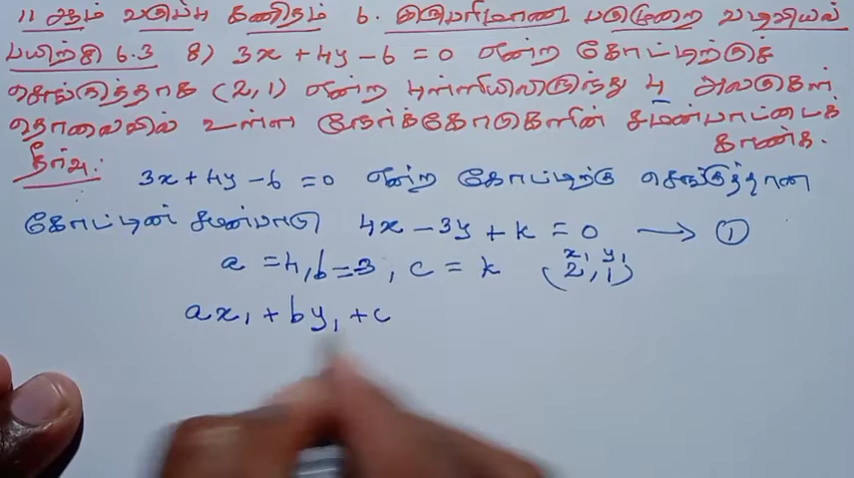 11 ஆம் வகுப்பு கணிதம் 6. இருபரிமாண பகுமுறை வடிவியல்
பயிற்சி 6.3 8) 3x + 4y - 6 = 0 என்ற கோட்டிற்குச்
செங்குத்தாக (2, 1) என்ற புள்ளியிலிருந்து 4 அலகுகள்
தொலைவில் உள்ள நேர்க்கோடுகளின் சமன்பாட்டைக்
காண்க.
தீர்வு:
3x + 4y - 6 = 0 என்ற கோட்டிற்கு செங்குத்தான
கோட்டின் சமன்பாடு 4x - 3y + k = 0 → ①
x₁ y₁
a = 4, b = -3, c = k (2, 1)
ax₁ + by₁ + c